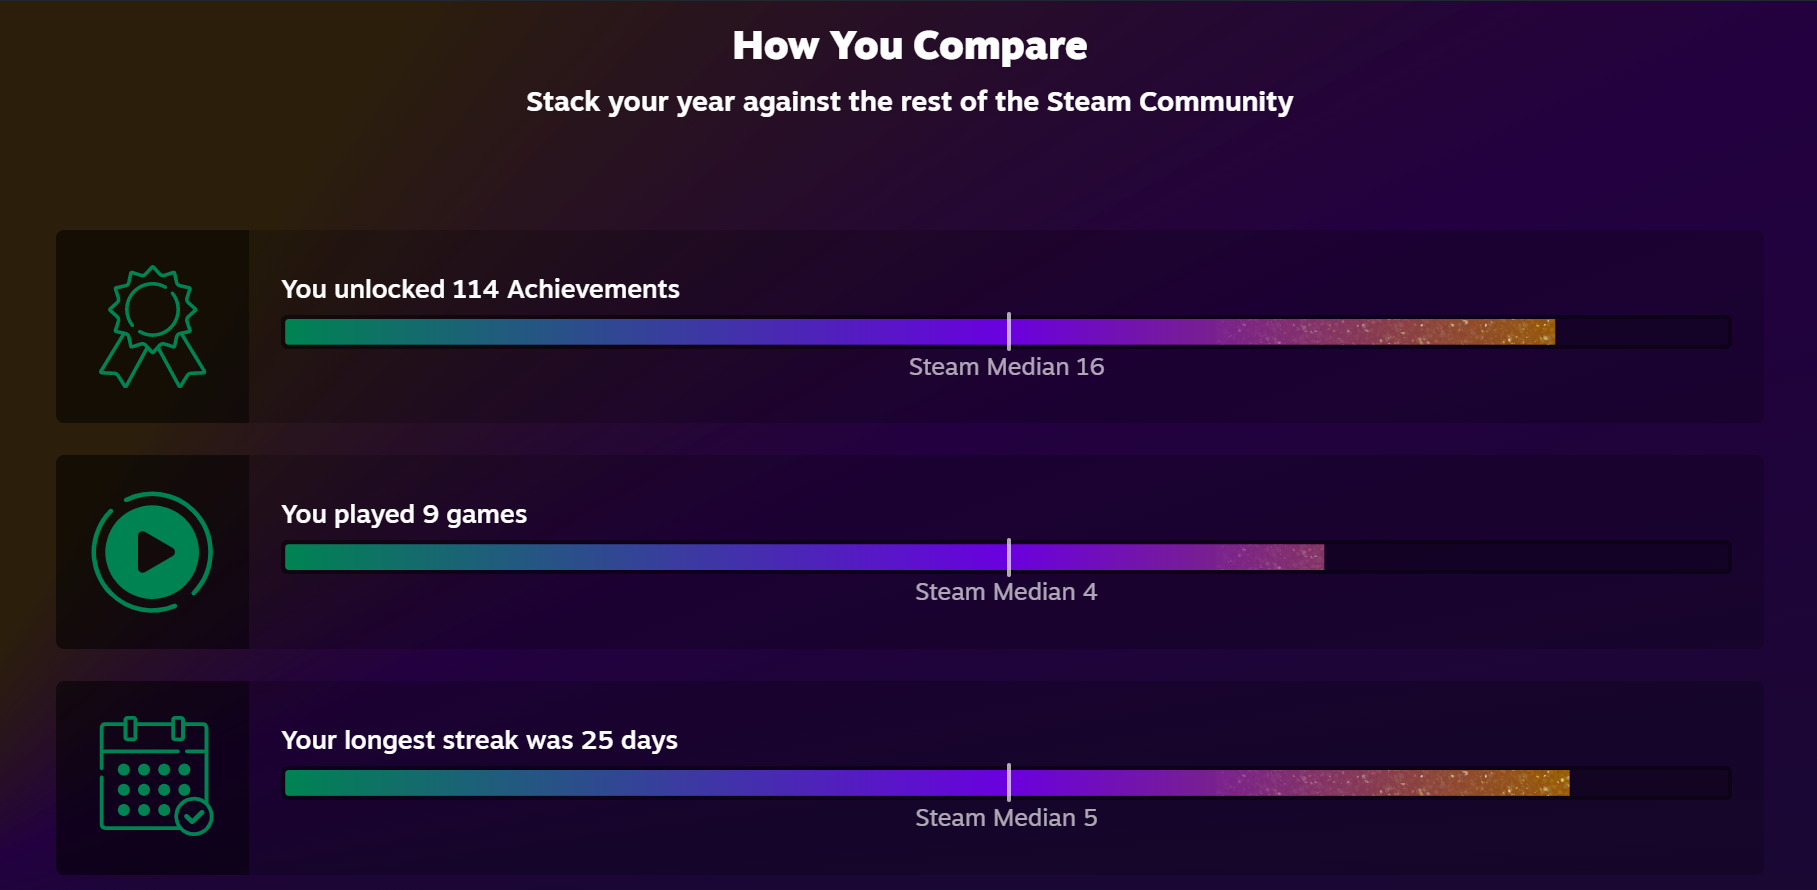 How You Compare
Stack your year against the rest of the Steam Community
You unlocked 114 Achievements
Steam Median 16
You played 9 games
Steam Median 4
Your longest streak was 25 days
Steam Median 5